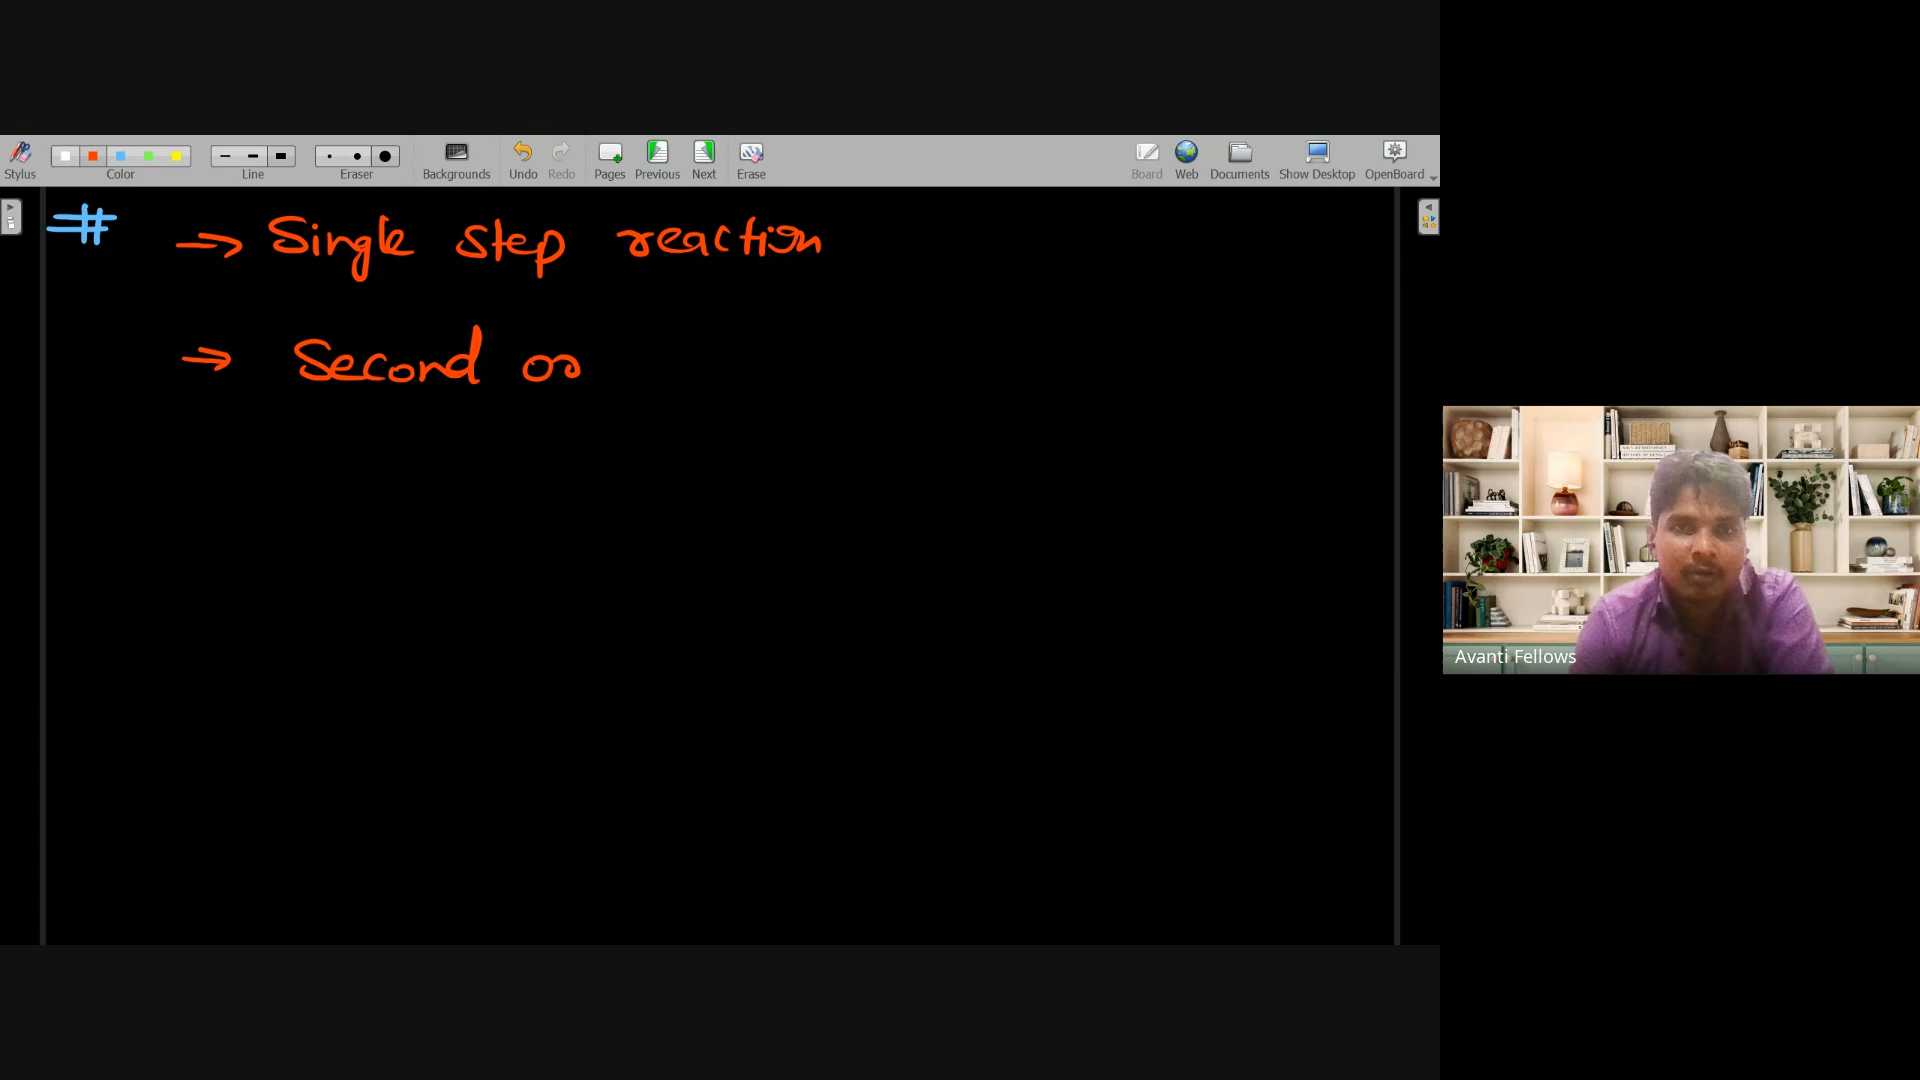 Stylus Color Line Eraser Backgrounds Undo Redo Pages Previous Next Erase Board Web Documents Show Desktop OpenBoard
# → Single step reaction
→ Second or
Avanti Fellows